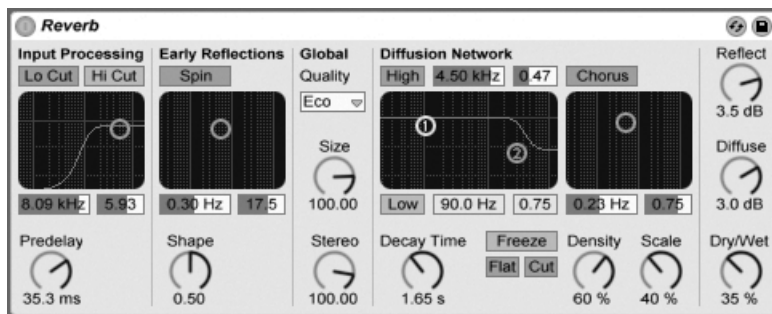 Reverb
Input Processing
Lo Cut Hi Cut
8.09 kHz 5.93
Predelay
35.3 ms
Early Reflections
Spin
0.30 Hz 17.5
Shape
0.50
Global
Quality
Eco
Size
100.00
Stereo
100.00
Diffusion Network
High 4.50 kHz 0.47 Chorus
1
2
Low 90.0 Hz 0.75 0.23 Hz 0.75
Decay Time Freeze Density Scale
Flat Cut
1.65 s 60 % 40 %
Reflect
3.5 dB
Diffuse
3.0 dB
Dry/Wet
35 %